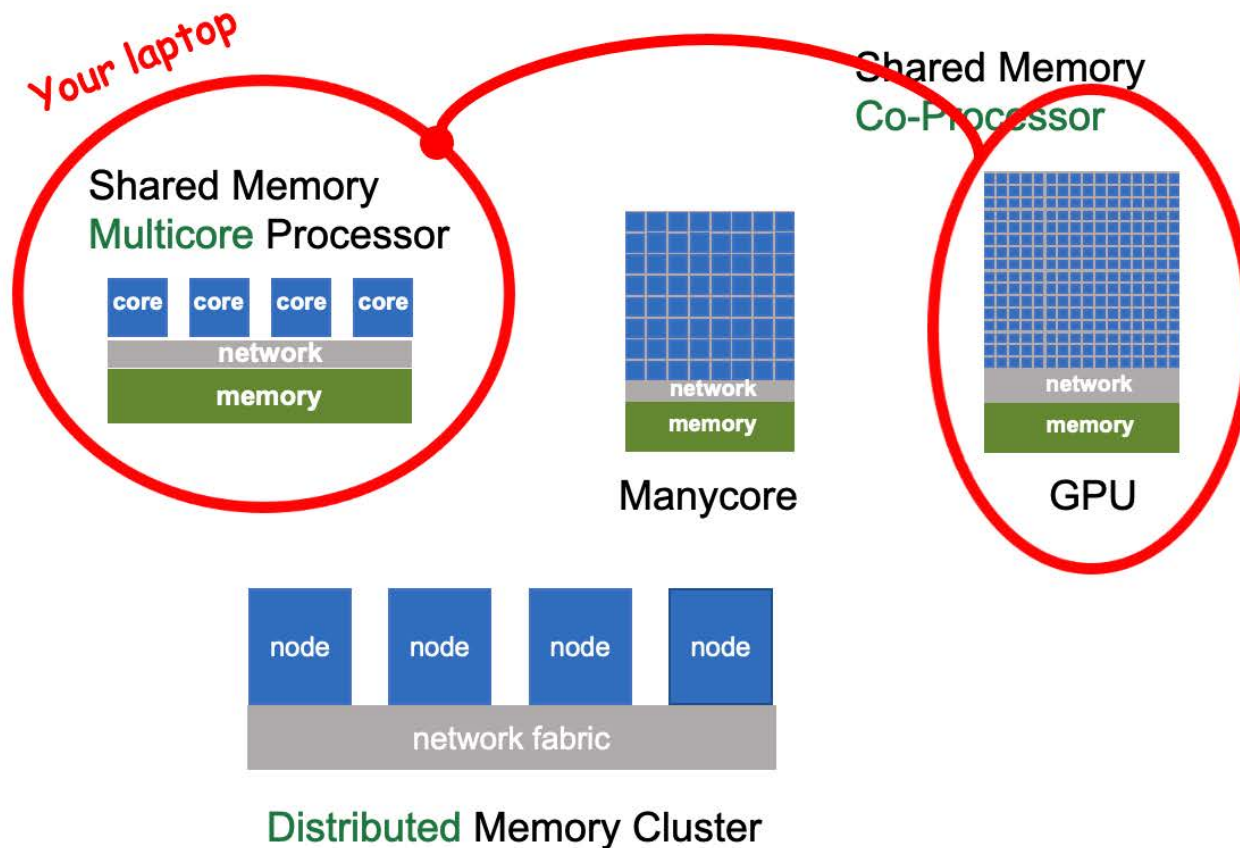 Your laptop
Shared Memory
Multicore Processor
core core core core
network
memory
network
memory
Manycore
Shared Memory
Co-Processor
network
memory
GPU
node node node node
network fabric
Distributed Memory Cluster